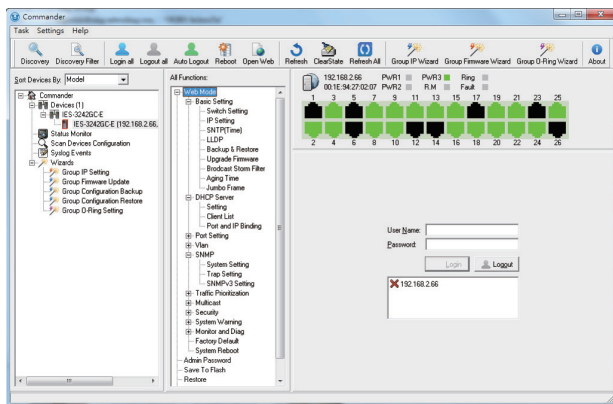 Commander
Task Settings Help
Discovery Discovery Filter Login all Logout all Auto Logout Reboot Open Web Refresh ClearState Refresh All Group IP Wizard Group Firmware Wizard Group O-Ring Wizard About
Sort Devices By: Model
Commander
Devices (1)
IES-3242GC-E
IES-3242GC-E (192.168.2.66,
Status Monitor
Scan Devices Configuration
Syslog Events
Wizards
Group IP Setting
Group Firmware Update
Group Configuration Backup
Group Configuration Restore
Group O-Ring Setting
All Functions:
Web Mode
Basic Setting
Switch Setting
IP Setting
SNTP(Time)
LLDP
Backup & Restore
Upgrade Firmware
Brodcast Storm Filter
Aging Time
Jumbo Frame
DHCP Server
Setting
Client List
Port and IP Binding
Port Setting
Vlan
SNMP
System Setting
Trap Setting
SNMPv3 Setting
Traffic Prioritization
Multicast
Security
System Warning
Monitor and Diag
Factory Default
System Reboot
Admin Password
Save To Flash
Restore
192.168.2.66 PWR1 PWR3 Ring
00:1E:94:27:02:07 PWR2 R.M Fault
1 3 5 7 9 11 13 15 17 19 21 23 25
2 4 6 8 10 12 14 16 18 20 22 24 26
User Name:
Password:
Login Logout
192.168.2.66